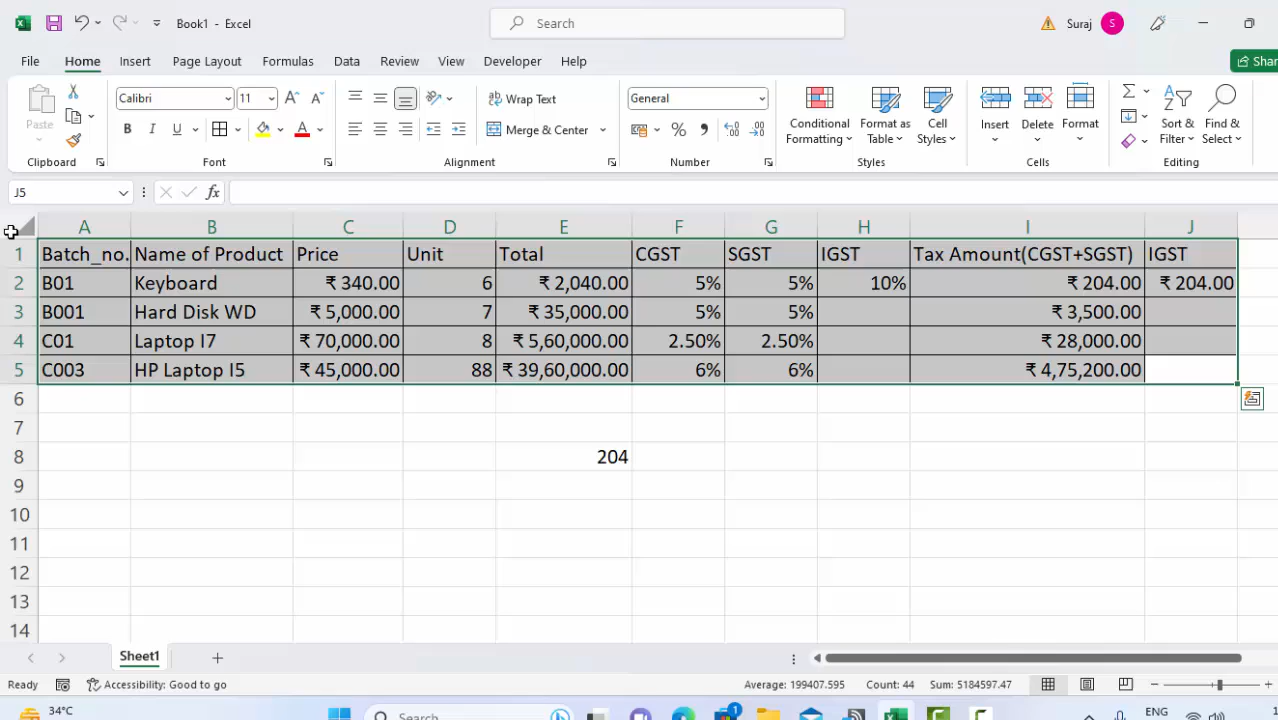 Book1 - Excel
Search
Suraj
S
File Home Insert Page Layout Formulas Data Review View Developer Help
Paste
Calibri 11
B I U
Wrap Text
Merge & Center
General
Conditional Formatting
Format as Table
Cell Styles
Insert
Delete
Format
Sort & Filter
Find & Select
Clipboard Font Alignment Number Styles Cells Editing
J5 fx
A B C D E F G H I J
1 Batch_no. Name of Product Price Unit Total CGST SGST IGST Tax Amount(CGST+SGST) IGST
2 B01 Keyboard ₹ 340.00 6 ₹ 2,040.00 5% 5% 10% ₹ 204.00 ₹ 204.00
3 B001 Hard Disk WD ₹ 5,000.00 7 ₹ 35,000.00 5% 5% ₹ 3,500.00
4 C01 Laptop I7 ₹ 70,000.00 8 ₹ 5,60,000.00 2.50% 2.50% ₹ 28,000.00
5 C003 HP Laptop I5 ₹ 45,000.00 88 ₹ 39,60,000.00 6% 6% ₹ 4,75,200.00
6
7
8 204
9
10
11
12
13
14
Sheet1
Ready Accessibility: Good to go Average: 199407.595 Count: 44 Sum: 5184597.47
34°C
Search
1
ENG